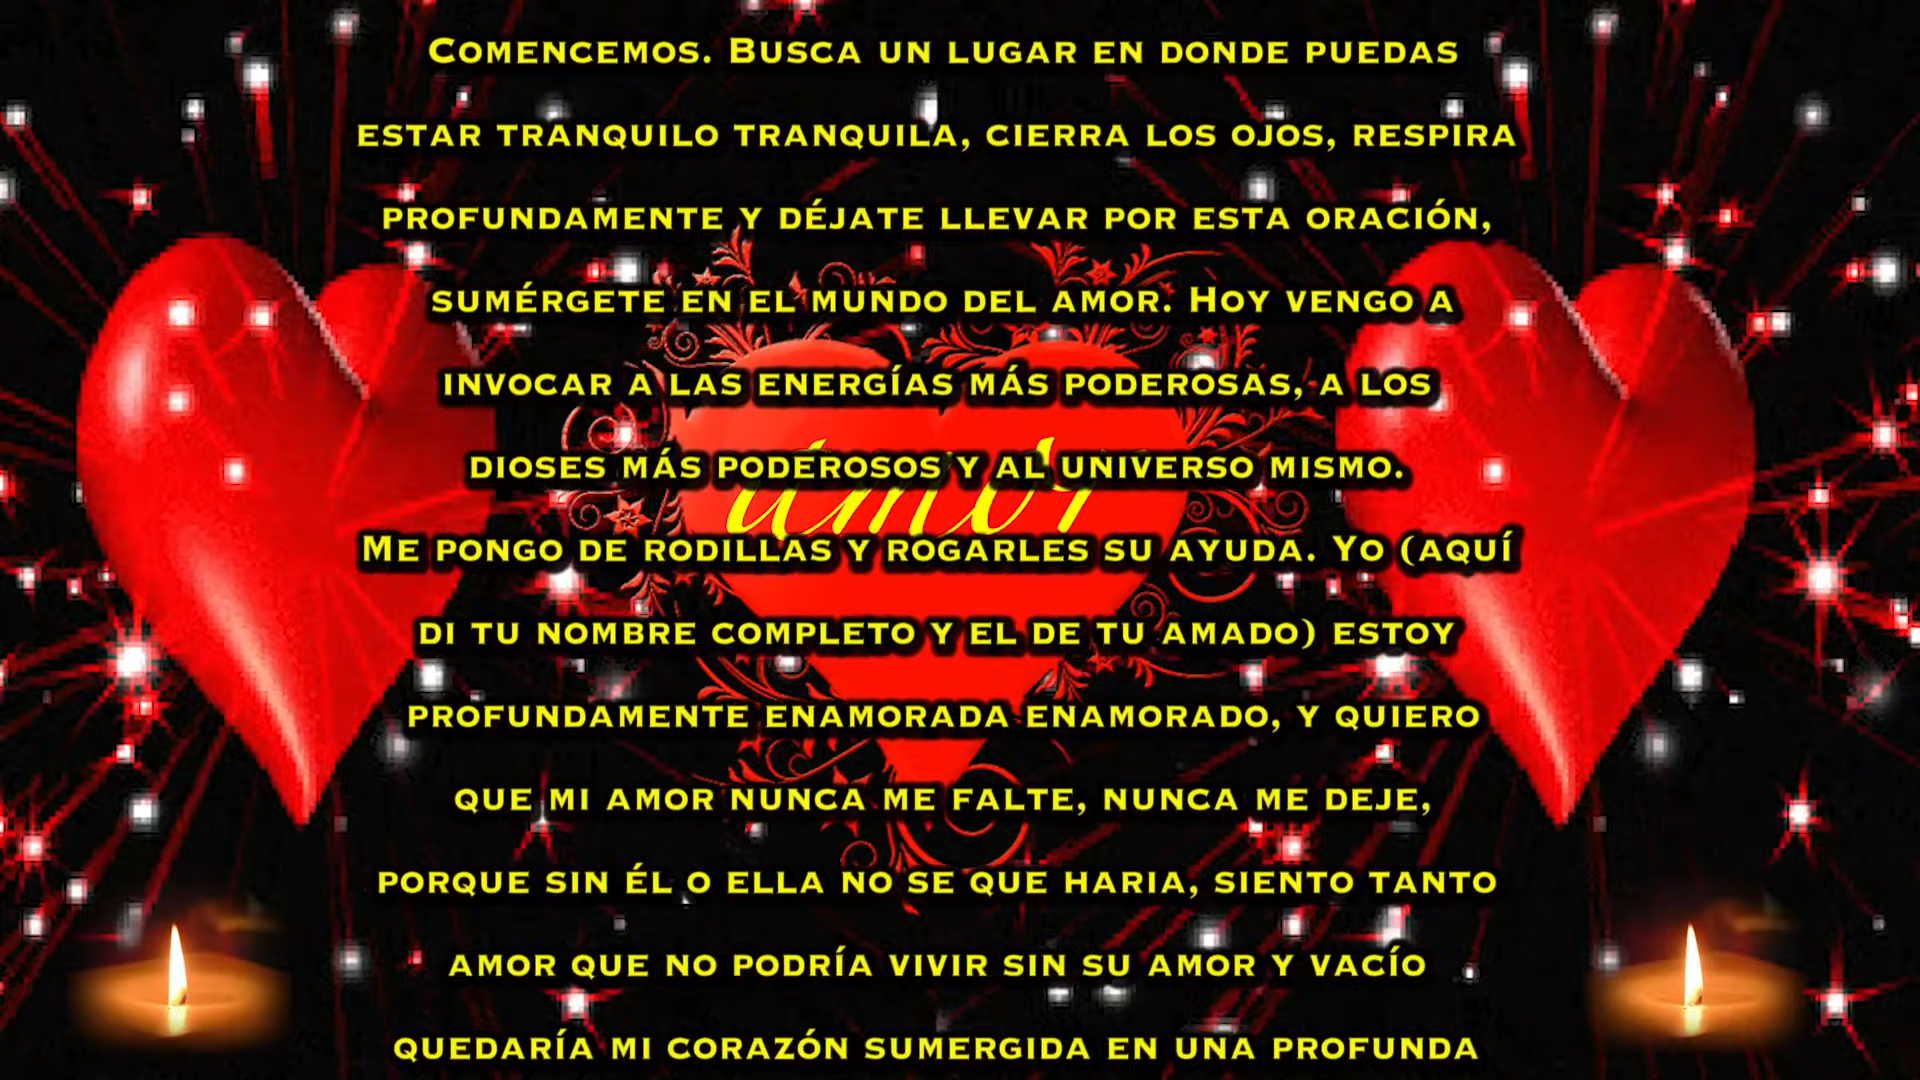 Comencemos. Busca un lugar en donde puedas
estar tranquilo tranquila, cierra los ojos, respira
profundamente y déjate llevar por esta oración,
sumérgete en el mundo del amor. Hoy vengo a
invocar a las energías más poderosas, a los
dioses más poderosos y al universo mismo.
amor
Me pongo de rodillas y rogarles su ayuda. Yo (aquí
di tu nombre completo y el de tu amado) estoy
profundamente enamorada enamorado, y quiero
que mi amor nunca me falte, nunca me deje,
porque sin él o ella no se que haria, siento tanto
amor que no podría vivir sin su amor y vacío
quedaría mi corazón sumergida en una profunda